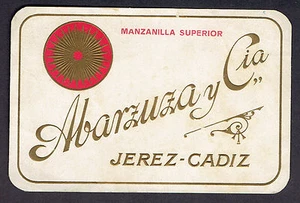 MANZANILLA SUPERIOR
Abarzuza y Cia,,
JEREZ-CADIZ